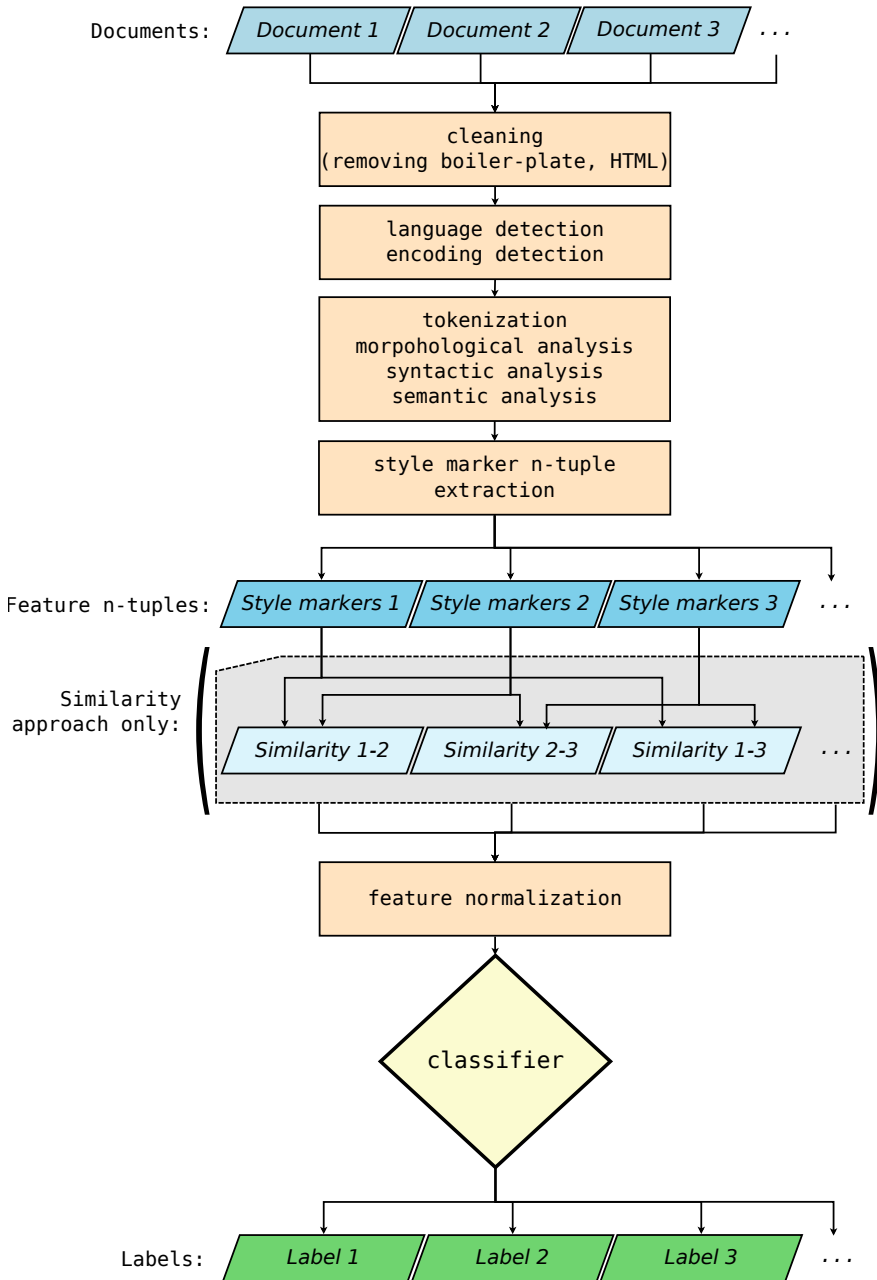 Documents: Document 1 Document 2 Document 3 ...
cleaning
(removing boiler-plate, HTML)
language detection
encoding detection
tokenization
morpohological analysis
syntactic analysis
semantic analysis
style marker n-tuple
extraction
Feature n-tuples: Style markers 1 Style markers 2 Style markers 3 ...
Similarity
approach only:
Similarity 1-2 Similarity 2-3 Similarity 1-3 ...
feature normalization
classifier
Labels: Label 1 Label 2 Label 3 ...